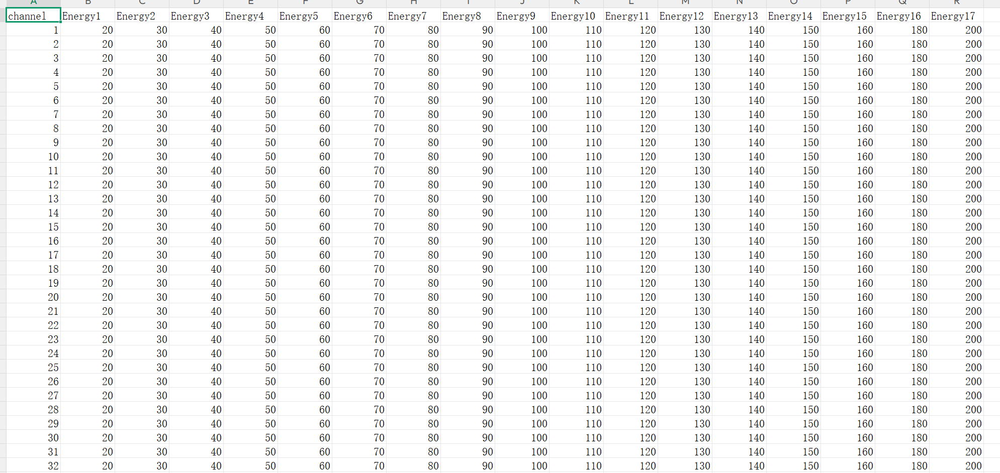 A B C D E F G H I J K L M N O P Q R
channel Energy1 Energy2 Energy3 Energy4 Energy5 Energy6 Energy7 Energy8 Energy9 Energy10 Energy11 Energy12 Energy13 Energy14 Energy15 Energy16 Energy17
1 20 30 40 50 60 70 80 90 100 110 120 130 140 150 160 180 200
2 20 30 40 50 60 70 80 90 100 110 120 130 140 150 160 180 200
3 20 30 40 50 60 70 80 90 100 110 120 130 140 150 160 180 200
4 20 30 40 50 60 70 80 90 100 110 120 130 140 150 160 180 200
5 20 30 40 50 60 70 80 90 100 110 120 130 140 150 160 180 200
6 20 30 40 50 60 70 80 90 100 110 120 130 140 150 160 180 200
7 20 30 40 50 60 70 80 90 100 110 120 130 140 150 160 180 200
8 20 30 40 50 60 70 80 90 100 110 120 130 140 150 160 180 200
9 20 30 40 50 60 70 80 90 100 110 120 130 140 150 160 180 200
10 20 30 40 50 60 70 80 90 100 110 120 130 140 150 160 180 200
11 20 30 40 50 60 70 80 90 100 110 120 130 140 150 160 180 200
12 20 30 40 50 60 70 80 90 100 110 120 130 140 150 160 180 200
13 20 30 40 50 60 70 80 90 100 110 120 130 140 150 160 180 200
14 20 30 40 50 60 70 80 90 100 110 120 130 140 150 160 180 200
15 20 30 40 50 60 70 80 90 100 110 120 130 140 150 160 180 200
16 20 30 40 50 60 70 80 90 100 110 120 130 140 150 160 180 200
17 20 30 40 50 60 70 80 90 100 110 120 130 140 150 160 180 200
18 20 30 40 50 60 70 80 90 100 110 120 130 140 150 160 180 200
19 20 30 40 50 60 70 80 90 100 110 120 130 140 150 160 180 200
20 20 30 40 50 60 70 80 90 100 110 120 130 140 150 160 180 200
21 20 30 40 50 60 70 80 90 100 110 120 130 140 150 160 180 200
22 20 30 40 50 60 70 80 90 100 110 120 130 140 150 160 180 200
23 20 30 40 50 60 70 80 90 100 110 120 130 140 150 160 180 200
24 20 30 40 50 60 70 80 90 100 110 120 130 140 150 160 180 200
25 20 30 40 50 60 70 80 90 100 110 120 130 140 150 160 180 200
26 20 30 40 50 60 70 80 90 100 110 120 130 140 150 160 180 200
27 20 30 40 50 60 70 80 90 100 110 120 130 140 150 160 180 200
28 20 30 40 50 60 70 80 90 100 110 120 130 140 150 160 180 200
29 20 30 40 50 60 70 80 90 100 110 120 130 140 150 160 180 200
30 20 30 40 50 60 70 80 90 100 110 120 130 140 150 160 180 200
31 20 30 40 50 60 70 80 90 100 110 120 130 140 150 160 180 200
32 20 30 40 50 60 70 80 90 100 110 120 130 140 150 160 180 200